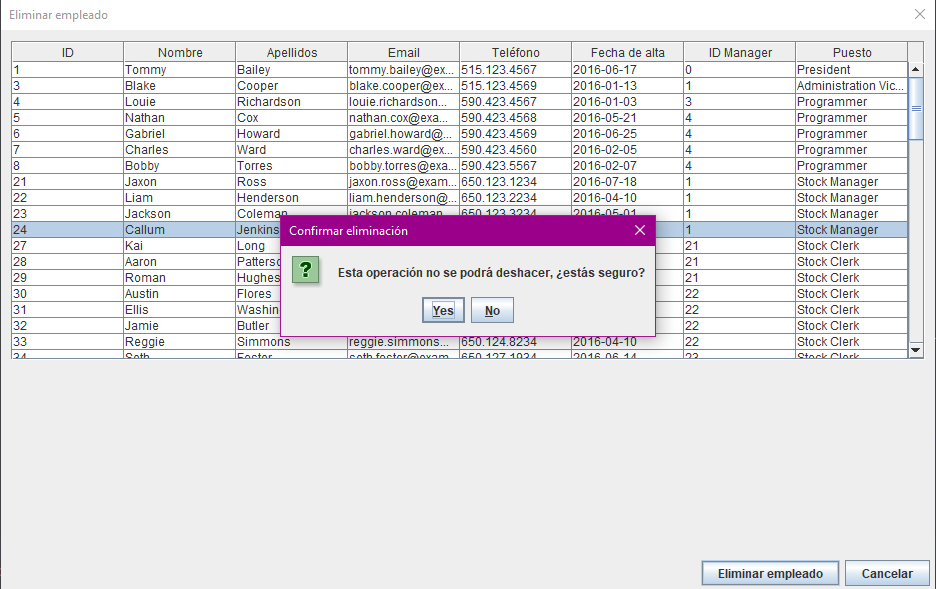 Eliminar empleado
ID Nombre Apellidos Email Teléfono Fecha de alta ID Manager Puesto
1 Tommy Bailey tommy.bailey@ex... 515.123.4567 2016-06-17 0 President
3 Blake Cooper blake.cooper@ex... 515.123.4569 2016-01-13 1 Administration Vic...
4 Louie Richardson louie.richardson... 590.423.4567 2016-01-03 3 Programmer
5 Nathan Cox nathan.cox@exa... 590.423.4568 2016-05-21 4 Programmer
6 Gabriel Howard gabriel.howard@... 590.423.4569 2016-06-25 4 Programmer
7 Charles Ward charles.ward@ex... 590.423.4560 2016-02-05 4 Programmer
8 Bobby Torres bobby.torres@ex... 590.423.5567 2016-02-07 4 Programmer
21 Jaxon Ross jaxon.ross@exam... 650.123.1234 2016-07-18 1 Stock Manager
22 Liam Henderson liam.henderson@... 650.123.2234 2016-04-10 1 Stock Manager
23 Jackson Coleman jackson.coleman... 650.123.3234 2016-05-01 1 Stock Manager
24 Callum Jenkins 1 Stock Manager
Confirmar eliminación
27 Kai Long 21 Stock Clerk
28 Aaron Patterso 21 Stock Clerk
29 Roman Hughes 21 Stock Clerk
Esta operación no se podrá deshacer, ¿estás seguro?
30 Austin Flores 22 Stock Clerk
31 Ellis Washin 22 Stock Clerk
Yes No
32 Jamie Butler 22 Stock Clerk
33 Reggie Simmons reggie.simmons... 650.124.8234 2016-04-10 22 Stock Clerk
34 Seth Foster seth.foster@exam... 650.127.1934 2016-06-14 23 Stock Clerk
Eliminar empleado Cancelar